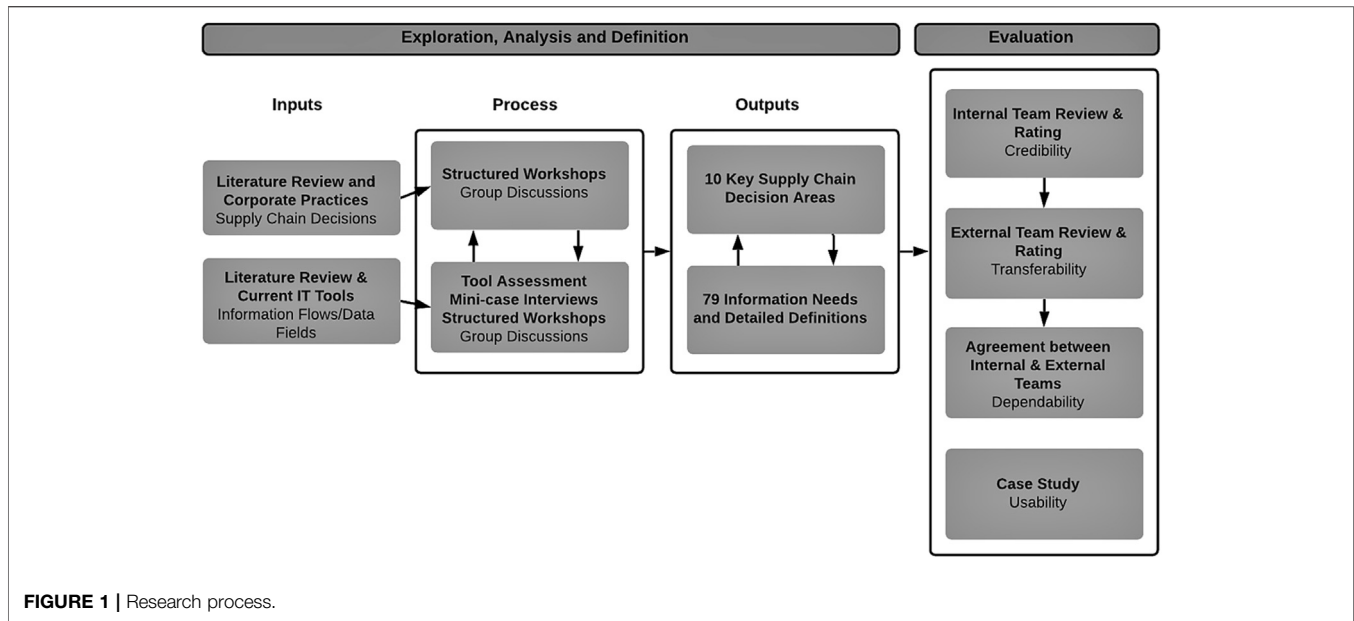 Exploration, Analysis and Definition
Evaluation
Inputs
Process
Outputs
Literature Review and
Corporate Practices
Supply Chain Decisions
Literature Review &
Current IT Tools
Information Flows/Data
Fields
Structured Workshops
Group Discussions
Tool Assessment
Mini-case Interviews
Structured Workshops
Group Discussions
10 Key Supply Chain
Decision Areas
79 Information Needs
and Detailed Definitions
Internal Team Review &
Rating
Credibility
External Team Review &
Rating
Transferability
Agreement between
Internal & External
Teams
Dependability
Case Study
Usability
FIGURE 1 | Research process.